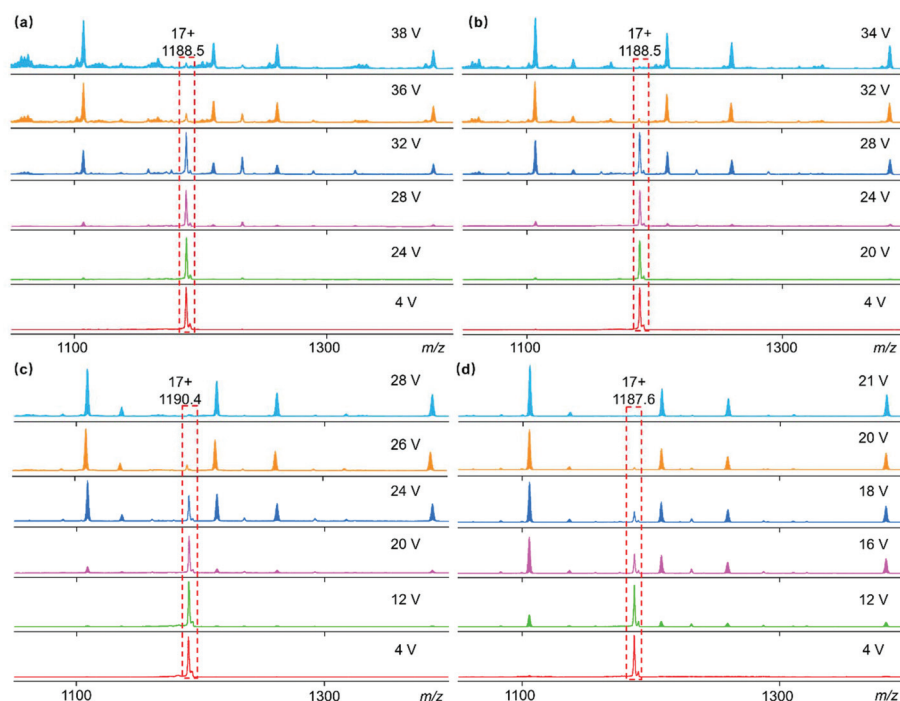 (a)
17+
1188.5
38 V
36 V
32 V
28 V
24 V
4 V
1100
1300
m/z
(b)
17+
1188.5
34 V
32 V
28 V
24 V
20 V
4 V
1100
1300
m/z
(c)
17+
1190.4
28 V
26 V
24 V
20 V
12 V
4 V
1100
1300
m/z
(d)
17+
1187.6
21 V
20 V
18 V
16 V
12 V
4 V
1100
1300
m/z